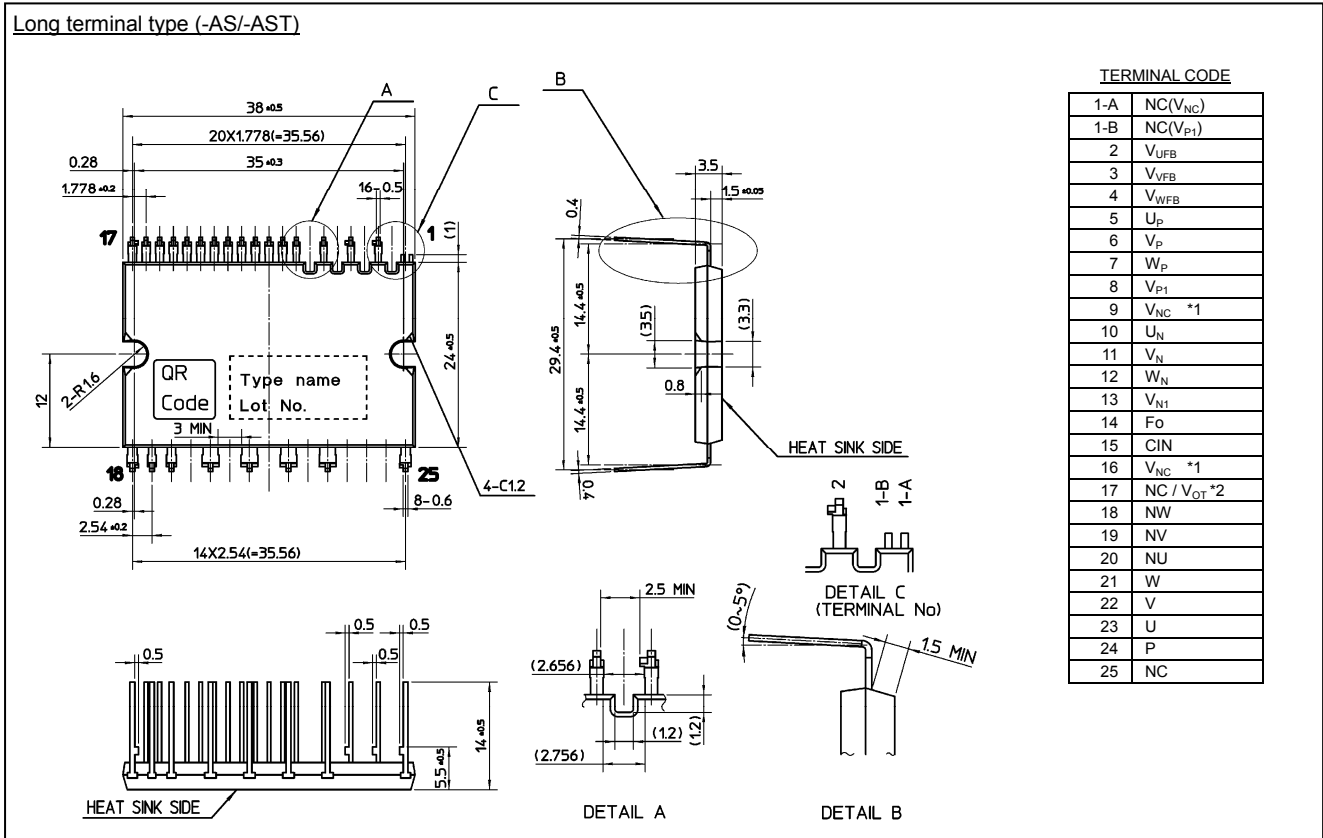 Long terminal type (-AS/-AST)
A
C
B
38 ±0.5
20X1.778(=35.56)
35 ±0.3
0.28
1.778 ±0.2
16-0.5
17
1
(1)
24 ±0.5
12
2-R1.6
QR
Code
Type name
Lot No.
3 MIN
18
25
0.28
2.54 ±0.2
14X2.54(=35.56)
8-0.6
4-C1.2
3.5
1.5 ±0.05
0.4
29.4 ±0.5
14.4 ±0.5
14.4 ±0.5
(3.5)
(3.3)
0.8
0.4
HEAT SINK SIDE
2
1-B
1-A
DETAIL C
(TERMINAL No)
0.5
0.5
0.5
0.5
5.5 ±0.5
14 ±0.5
HEAT SINK SIDE
2.5 MIN
(2.656)
(1.2)
(1.2)
(2.756)
DETAIL A
(0~5°)
1.5 MIN
DETAIL B
TERMINAL CODE
1-A NC(VNC)
1-B NC(VP1)
2 VUFB
3 VVFB
4 VWFB
5 UP
6 VP
7 WP
8 VP1
9 VNC *1
10 UN
11 VN
12 WN
13 VN1
14 Fo
15 CIN
16 VNC *1
17 NC / VOT *2
18 NW
19 NV
20 NU
21 W
22 V
23 U
24 P
25 NC